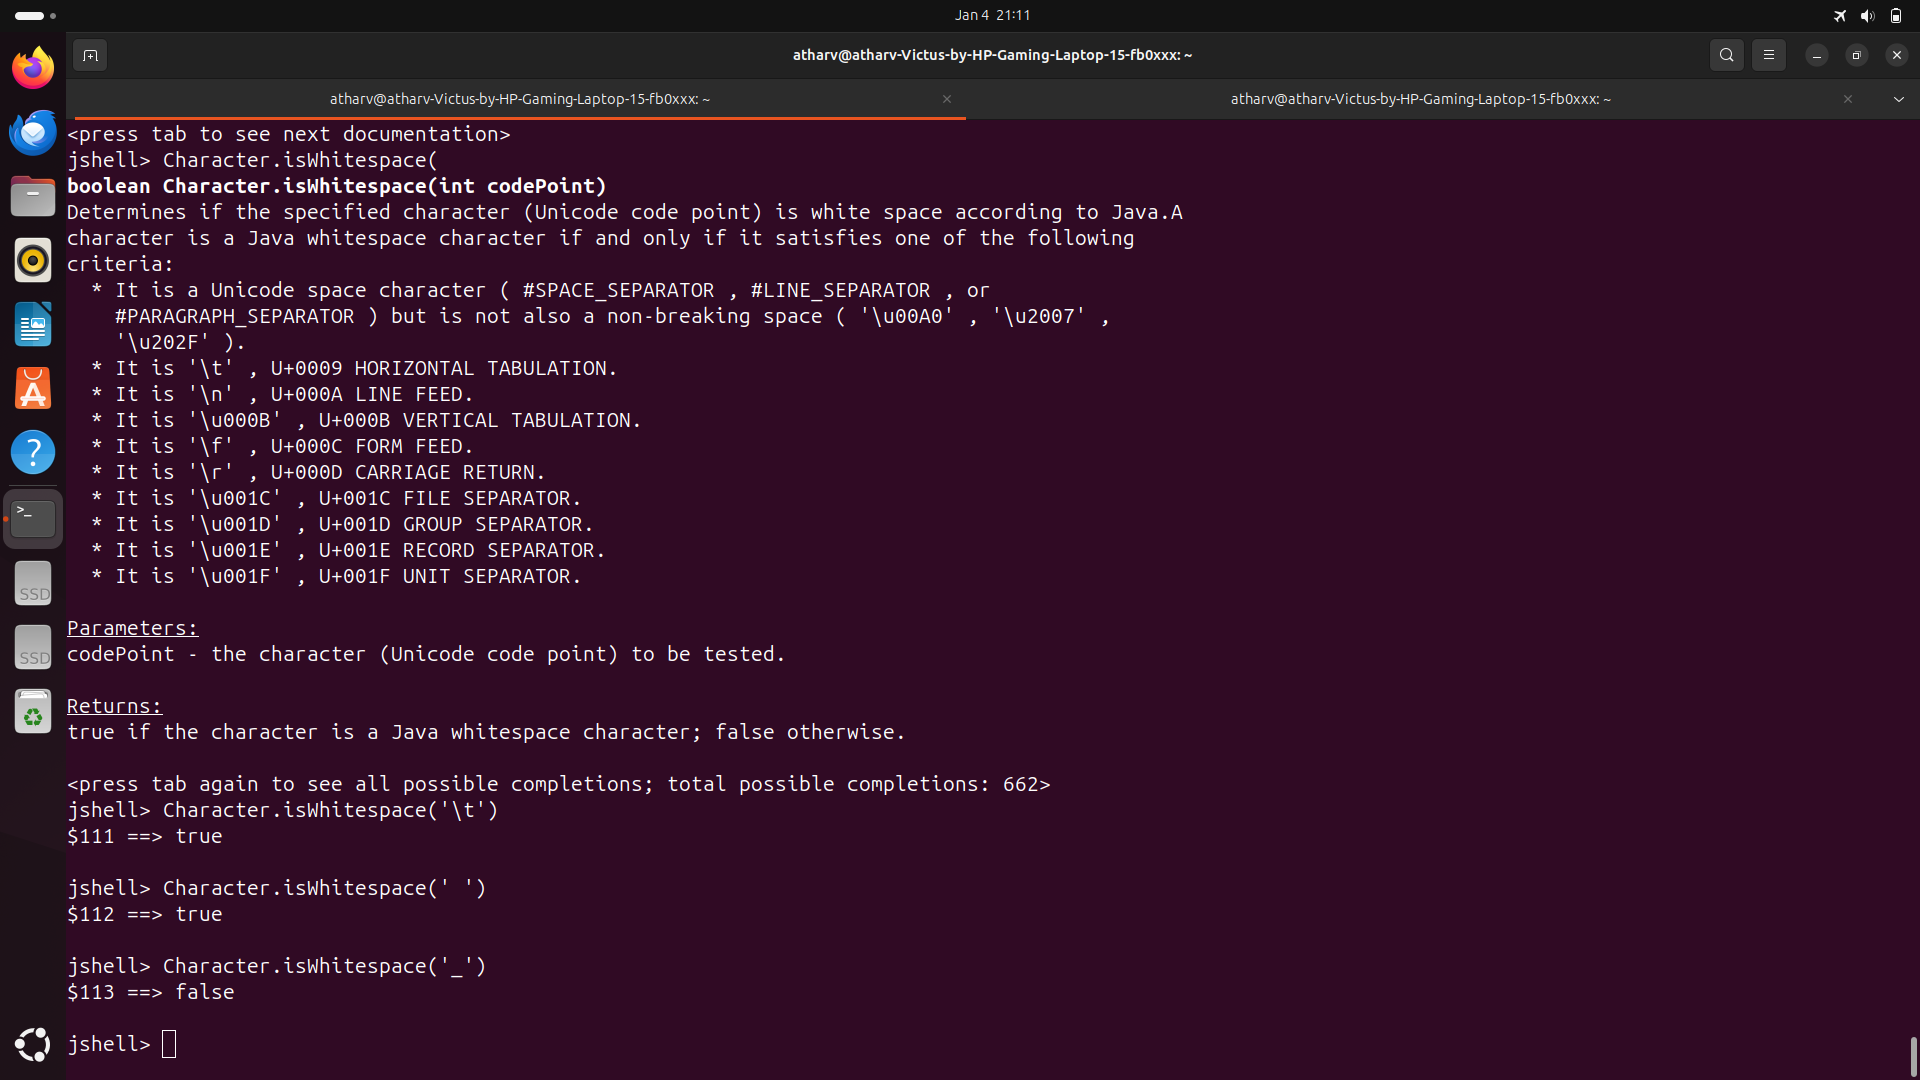 Jan 4 21:11
atharv@atharv-Victus-by-HP-Gaming-Laptop-15-fb0xxx: ~
atharv@atharv-Victus-by-HP-Gaming-Laptop-15-fb0xxx: ~
atharv@atharv-Victus-by-HP-Gaming-Laptop-15-fb0xxx: ~
<press tab to see next documentation>
jshell> Character.isWhitespace(
boolean Character.isWhitespace(int codePoint)
Determines if the specified character (Unicode code point) is white space according to Java.A
character is a Java whitespace character if and only if it satisfies one of the following
criteria:
* It is a Unicode space character ( #SPACE_SEPARATOR , #LINE_SEPARATOR , or
#PARAGRAPH_SEPARATOR ) but is not also a non-breaking space ( '\u00A0' , '\u2007' ,
'\u202F' ).
* It is '\t' , U+0009 HORIZONTAL TABULATION.
* It is '\n' , U+000A LINE FEED.
* It is '\u000B' , U+000B VERTICAL TABULATION.
* It is '\f' , U+000C FORM FEED.
* It is '\r' , U+000D CARRIAGE RETURN.
* It is '\u001C' , U+001C FILE SEPARATOR.
* It is '\u001D' , U+001D GROUP SEPARATOR.
* It is '\u001E' , U+001E RECORD SEPARATOR.
* It is '\u001F' , U+001F UNIT SEPARATOR.
Parameters:
codePoint - the character (Unicode code point) to be tested.
Returns:
true if the character is a Java whitespace character; false otherwise.
<press tab again to see all possible completions; total possible completions: 662>
jshell> Character.isWhitespace('\t')
$111 ==> true
jshell> Character.isWhitespace(' ')
$112 ==> true
jshell> Character.isWhitespace('_')
$113 ==> false
jshell>
SSD
SSD